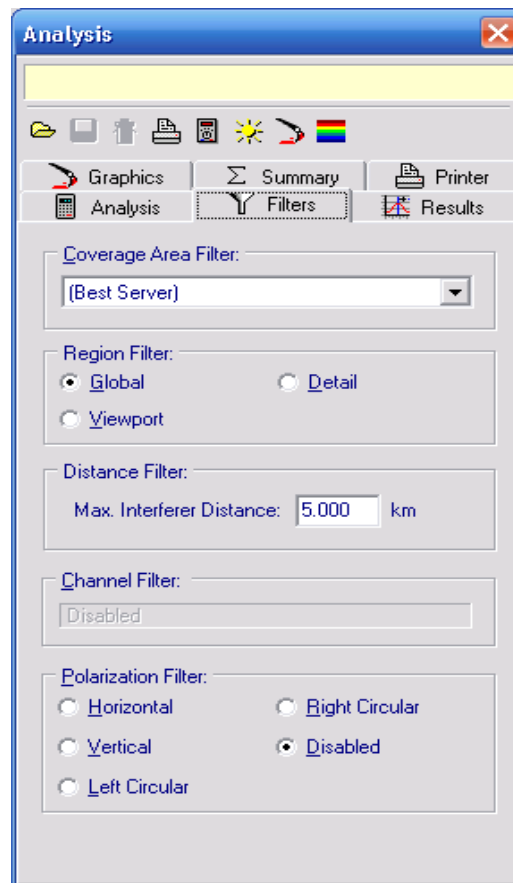 Analysis
Graphics Summary Printer
Analysis Filters Results
Coverage Area Filter:
(Best Server)
Region Filter:
Global Detail
Viewport
Distance Filter:
Max. Interferer Distance: 5.000 km
Channel Filter:
Disabled
Polarization Filter:
Horizontal Right Circular
Vertical Disabled
Left Circular